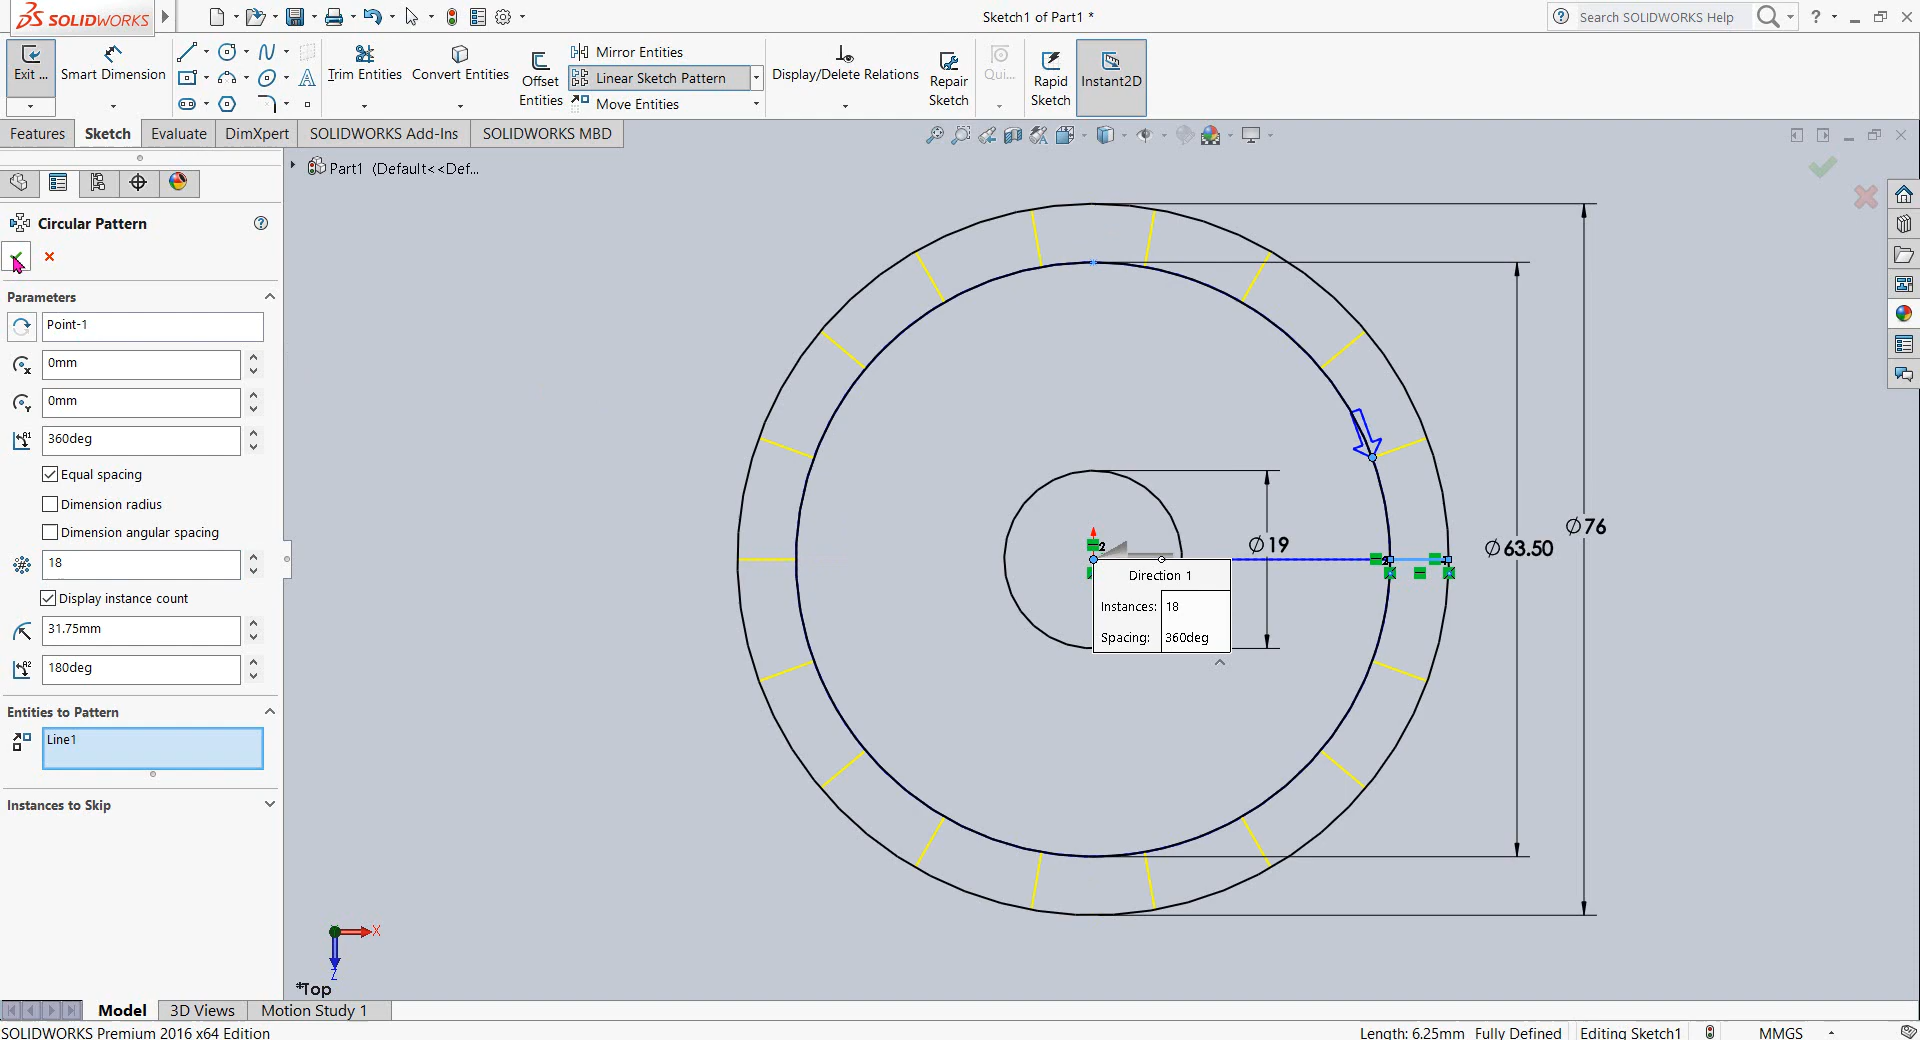 SOLIDWORKS
Sketch1 of Part1 *
Search SOLIDWORKS Help
Exit ...
Smart Dimension
Trim Entities
Convert Entities
Offset Entities
Mirror Entities
Linear Sketch Pattern
Move Entities
Display/Delete Relations
Repair Sketch
Qui...
Rapid Sketch
Instant2D
Features
Sketch
Evaluate
DimXpert
SOLIDWORKS Add-Ins
SOLIDWORKS MBD
Part1 (Default<<Def...
Circular Pattern
Parameters
Point-1
0mm
0mm
360deg
Equal spacing
Dimension radius
Dimension angular spacing
18
Display instance count
31.75mm
180deg
Entities to Pattern
Line1
Instances to Skip
Ø19
Ø63.50
Ø76
2
Direction 1
Instances: 18
Spacing: 360deg
X
Z
*Top
Model
3D Views
Motion Study 1
SOLIDWORKS Premium 2016 x64 Edition
Length: 6.25mm Fully Defined Editing Sketch1 MMGS